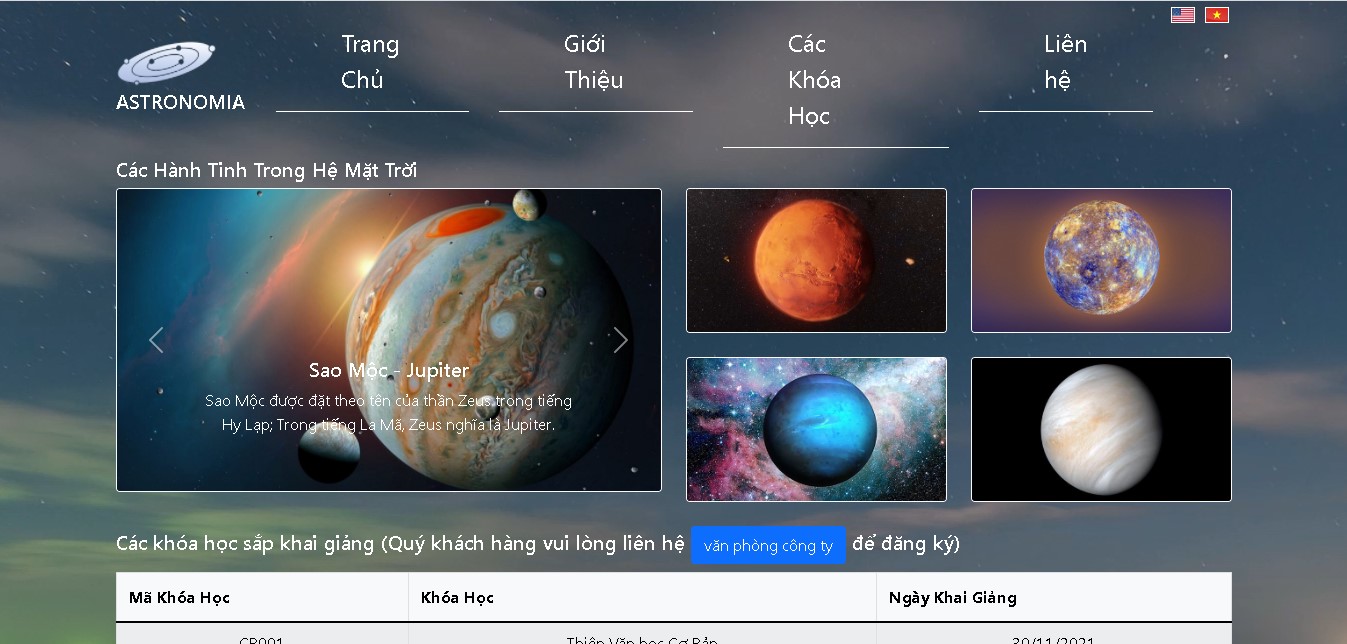 Trang
Chủ
Giới
Thiệu
Các
Khóa
Học
Liên
hệ
ASTRONOMIA
Các Hành Tinh Trong Hệ Mặt Trời
Sao Mộc - Jupiter
Sao Mộc được đặt theo tên của thần Zeus trong tiếng
Hy Lạp; Trong tiếng La Mã, Zeus nghĩa là Jupiter.
Các khóa học sắp khai giảng (Quý khách hàng vui lòng liên hệ văn phòng công ty để đăng ký)
Mã Khóa Học Khóa Học Ngày Khai Giảng
CB001 Thiên Văn học Cơ Bản 30/11/2021